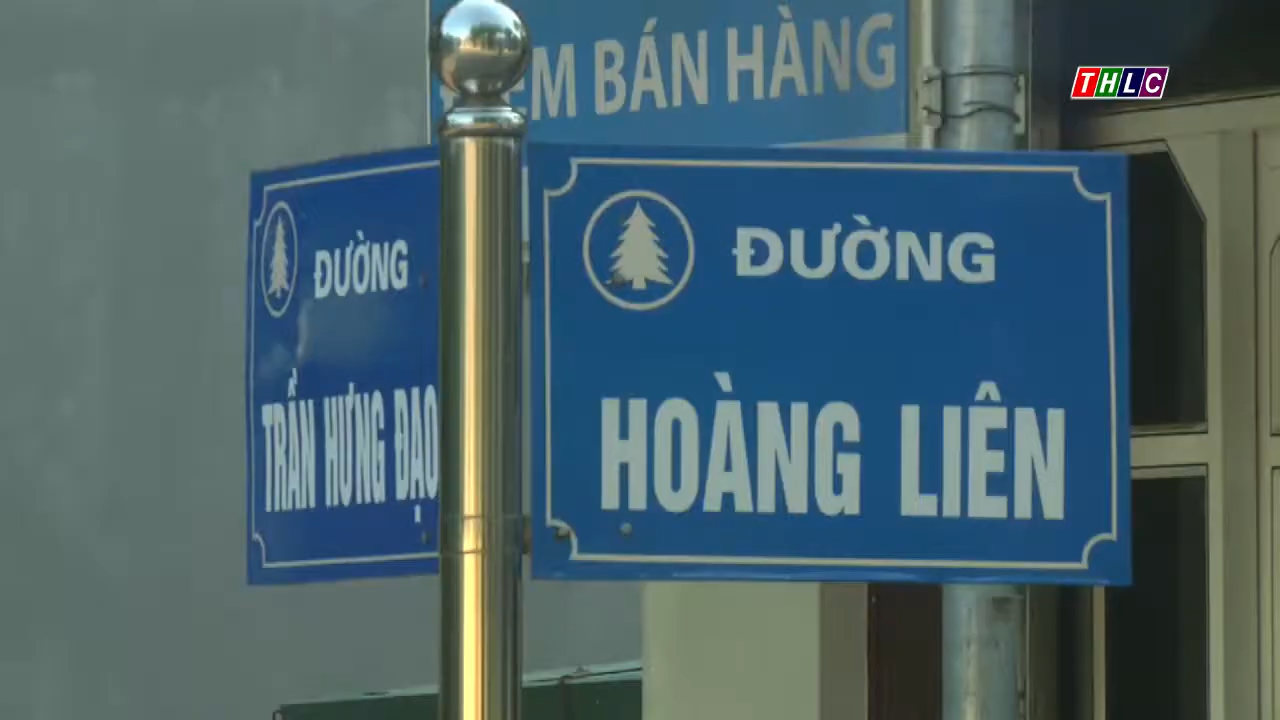 BÁN HÀNG
THLC
ĐƯỜNG
TRẦN HƯNG ĐẠO
ĐƯỜNG
HOÀNG LIÊN